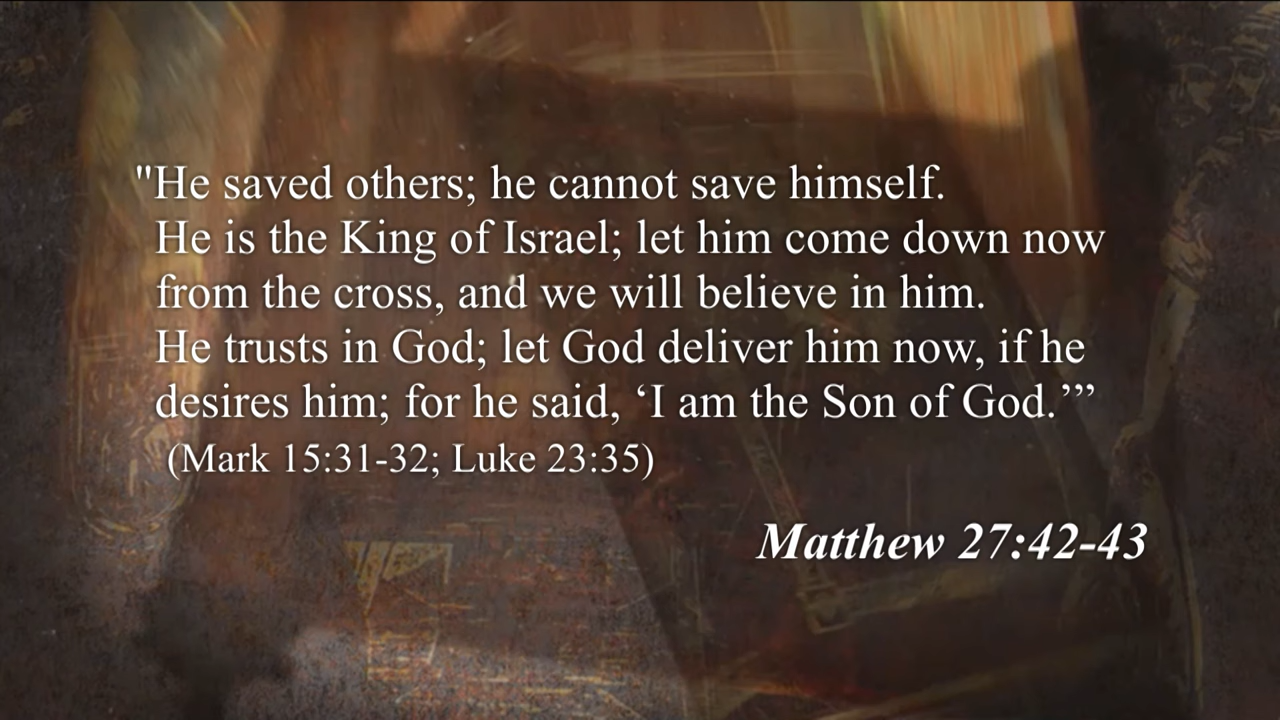 "He saved others; he cannot save himself.
He is the King of Israel; let him come down now
from the cross, and we will believe in him.
He trusts in God; let God deliver him now, if he
desires him; for he said, ‘I am the Son of God.’”
(Mark 15:31-32; Luke 23:35)
Matthew 27:42-43